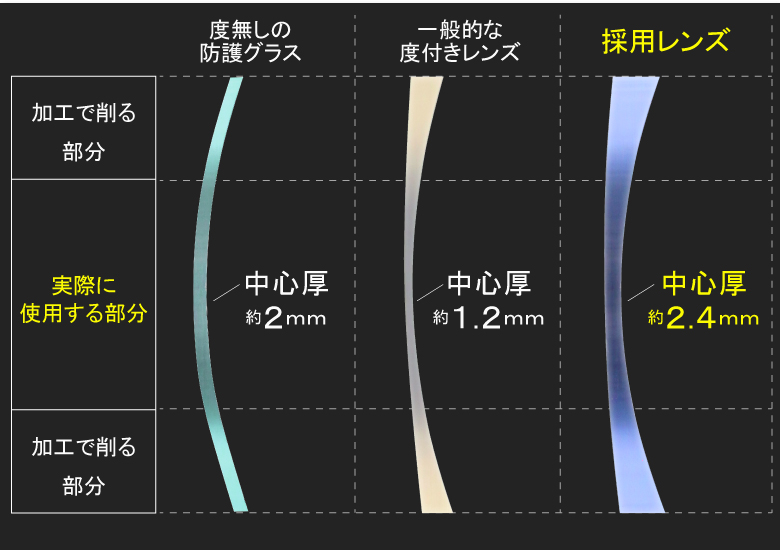 度無しの
防護グラス
一般的な
度付きレンズ
採用レンズ
加工で削る
部分
実際に
使用する部分
中心厚
約2mm
中心厚
約1.2mm
中心厚
約2.4mm
加工で削る
部分